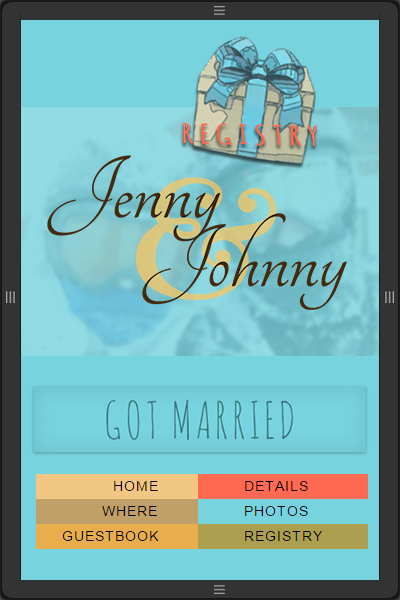 REGISTRY
Jenny
&
Johnny
GOT MARRIED
HOME
DETAILS
WHERE
PHOTOS
GUESTBOOK
REGISTRY